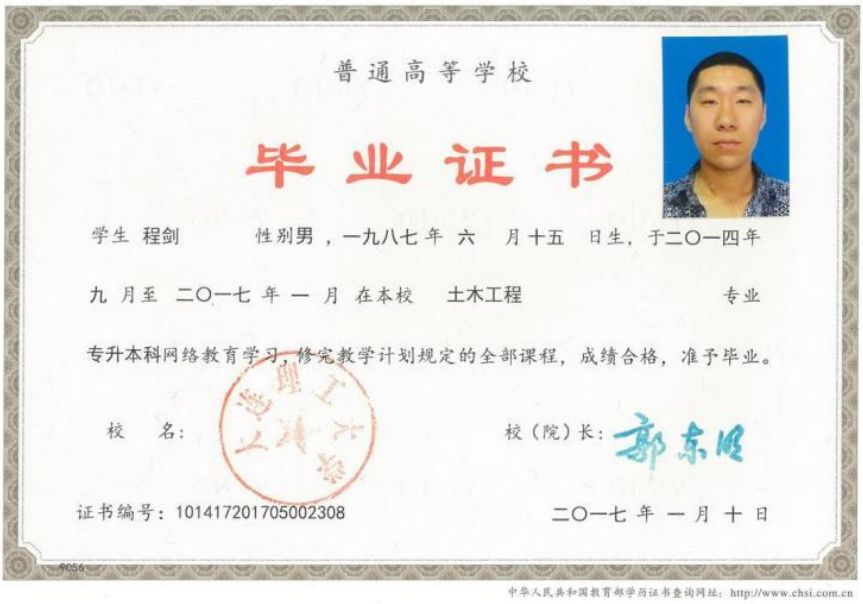 普通高等学校
毕业证书
学生 程剑 性别男，一九八七年 六 月十五 日生，于二〇一四年
九 月至 二〇一七 年 一 月 在本校 土木工程 专业
专升本科网络教育学习，修完教学计划规定的全部课程，成绩合格，准予毕业。
大连理工大学
校 名： 校（院）长：郭东明
证书编号：101417201705002308 二〇一七 年 一 月 十 日
9056
中华人民共和国教育部学历证书查询网址：http://www.chsi.com.cn